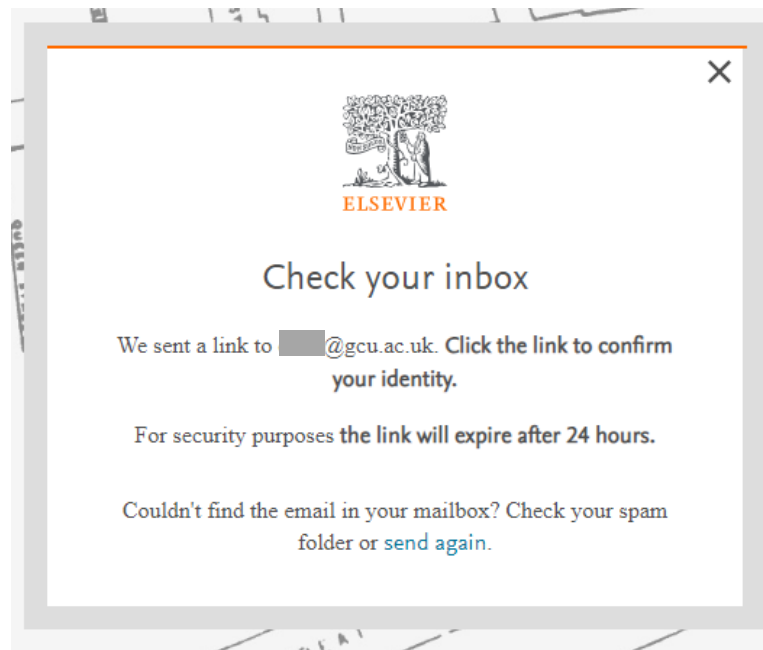 ELSEVIER
Check your inbox
We sent a link to @gcu.ac.uk. Click the link to confirm
your identity.
For security purposes the link will expire after 24 hours.
Couldn't find the email in your mailbox? Check your spam
folder or send again.